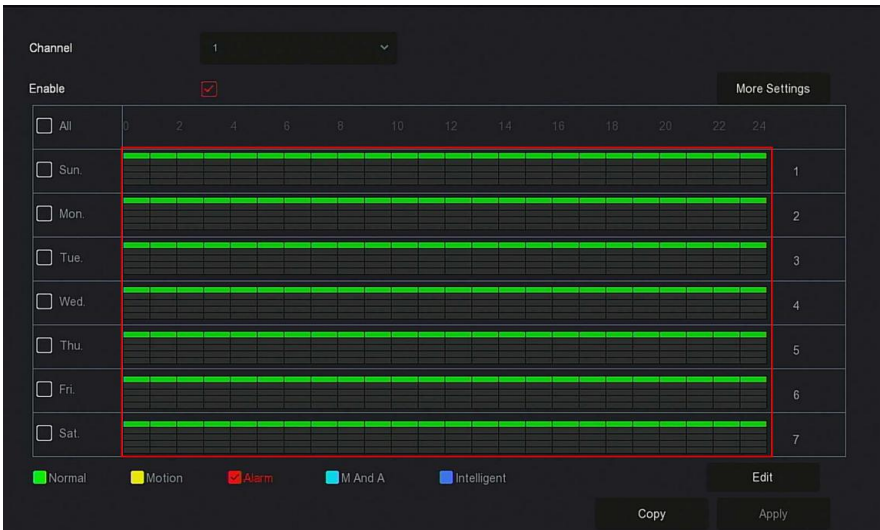 Channel 1
Enable More Settings
All 0 2 4 6 8 10 12 14 16 18 20 22 24
Sun. 1
Mon. 2
Tue. 3
Wed. 4
Thu. 5
Fri. 6
Sat. 7
Normal Motion Alarm M And A Intelligent Edit
Copy Apply